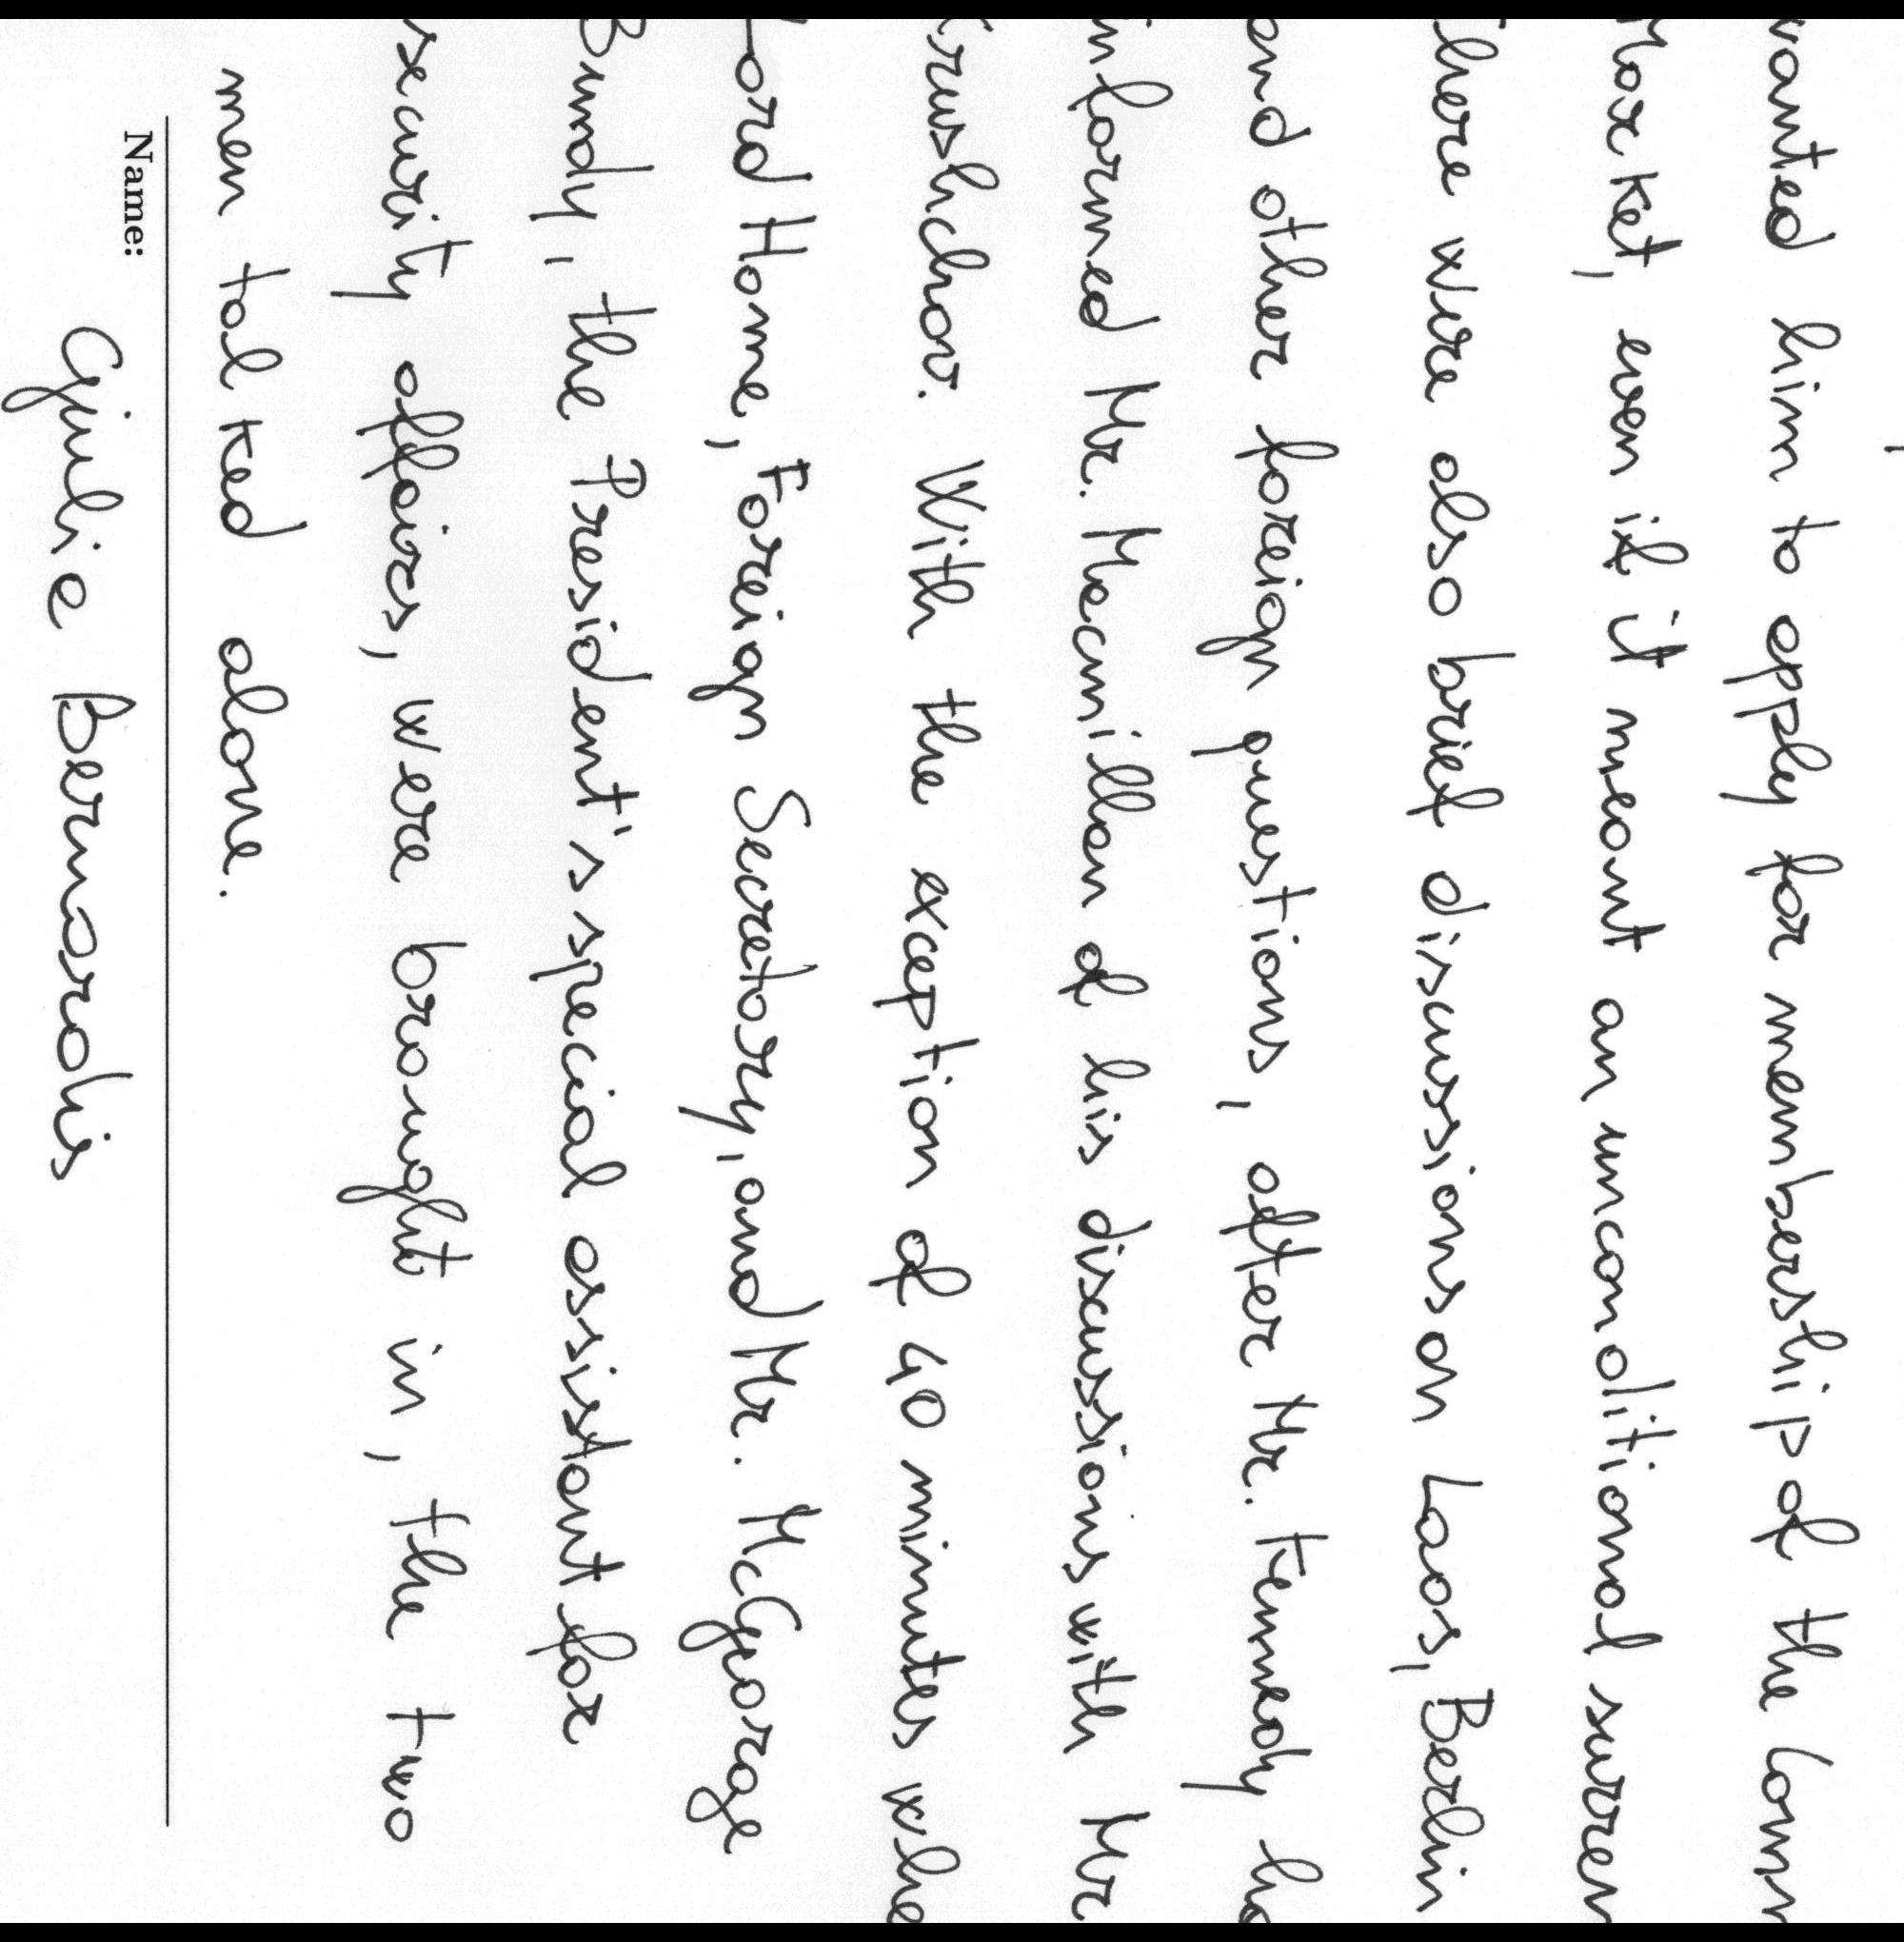 wanted him to apply for membership of the Comm
Market, even if it meant an unconditional surren
There were also brief discussions on Laos, Berlin
and other foreign questions, after Mr. Kennedy ha
informed Mr. Macmillan of his discussions with Mr
Krushchov. With the exception of 40 minutes whe
Lord Home, Foreign Secretary, and Mr. McGeorge
Bundy, the President's special assistant for
security affairs, were brought in, the two
men talked alone.
Name:
Giulie Bernarolis